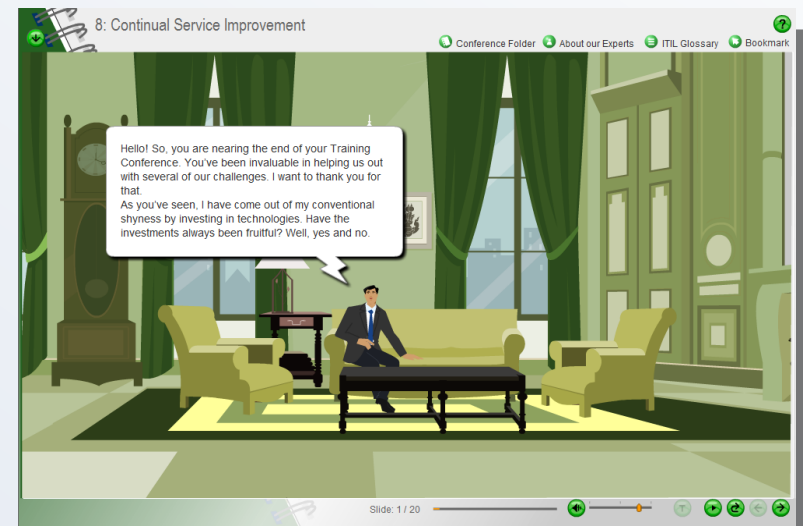 8: Continual Service Improvement
?
Conference Folder About our Experts ITIL Glossary Bookmark
Hello! So, you are nearing the end of your Training
Conference. You've been invaluable in helping us out
with several of our challenges. I want to thank you for
that.
As you've seen, I have come out of my conventional
shyness by investing in technologies. Have the
investments always been fruitful? Well, yes and no.
Slide: 1 / 20
T